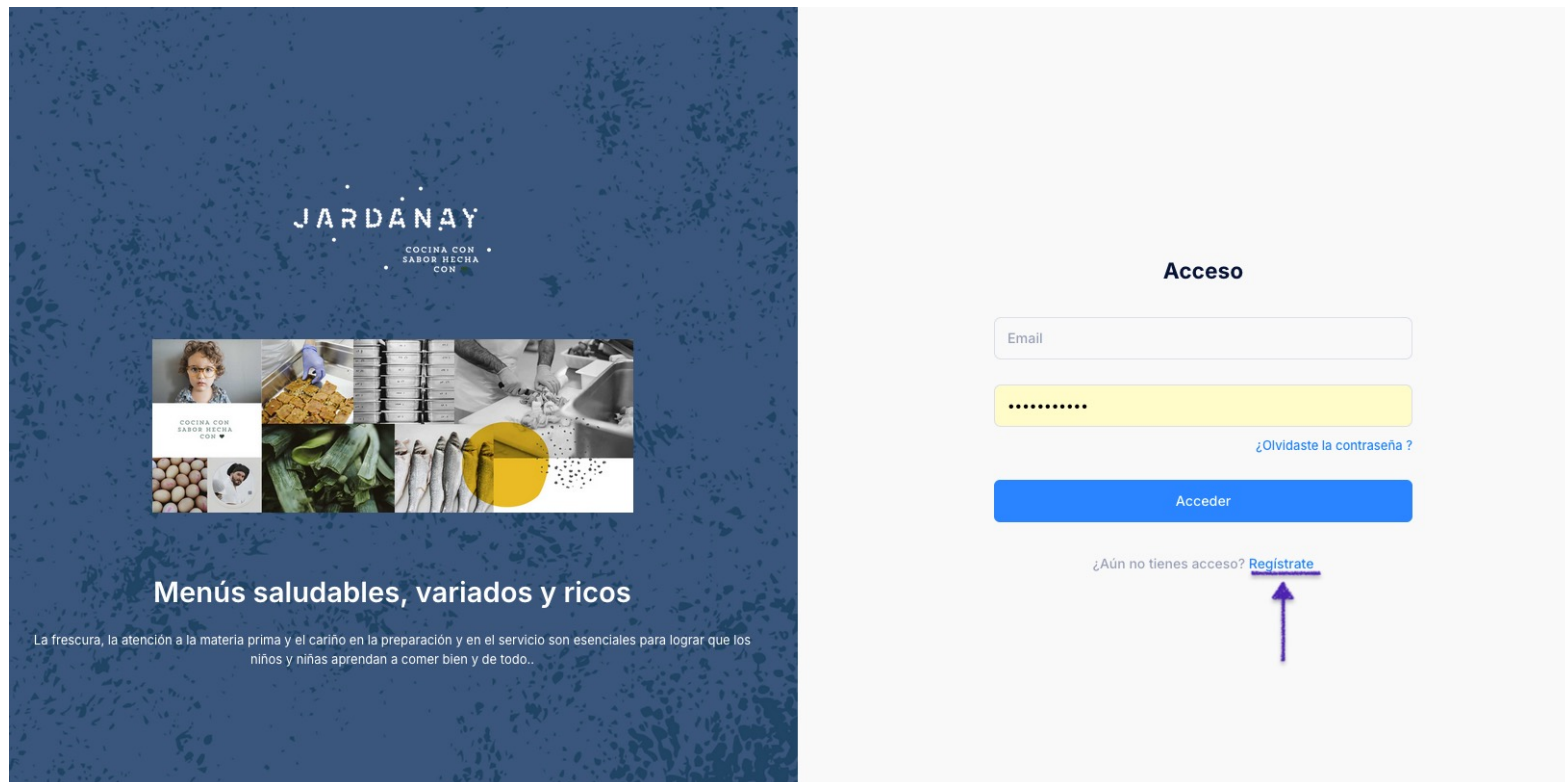 JARDANAY
COCINA CON
SABOR HECHA
CON
COCINA CON
SABOR HECHA
CON
Menús saludables, variados y ricos
La frescura, la atención a la materia prima y el cariño en la preparación y en el servicio son esenciales para lograr que los
niños y niñas aprendan a comer bien y de todo..
Acceso
Email
•••••••••••
¿Olvidaste la contraseña ?
Acceder
¿Aún no tienes acceso? Regístrate